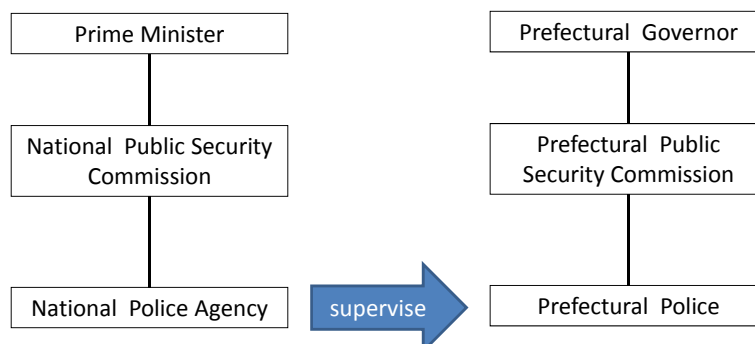 Prime Minister
National Public Security
Commission
National Police Agency
supervise
Prefectural Governor
Prefectural Public
Security Commission
Prefectural Police